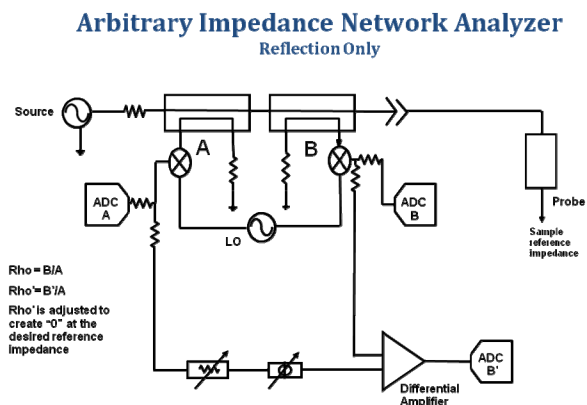 Arbitrary Impedance Network Analyzer
Reflection Only
Source
A
B
ADC
A
ADC
B
LO
Probe
Sample
reference
impedance
Rho = B/A
Rho'= B'/A
Rho' is adjusted to
create "0" at the
desired reference
impedance
ADC
B'
Differential
Amplifier